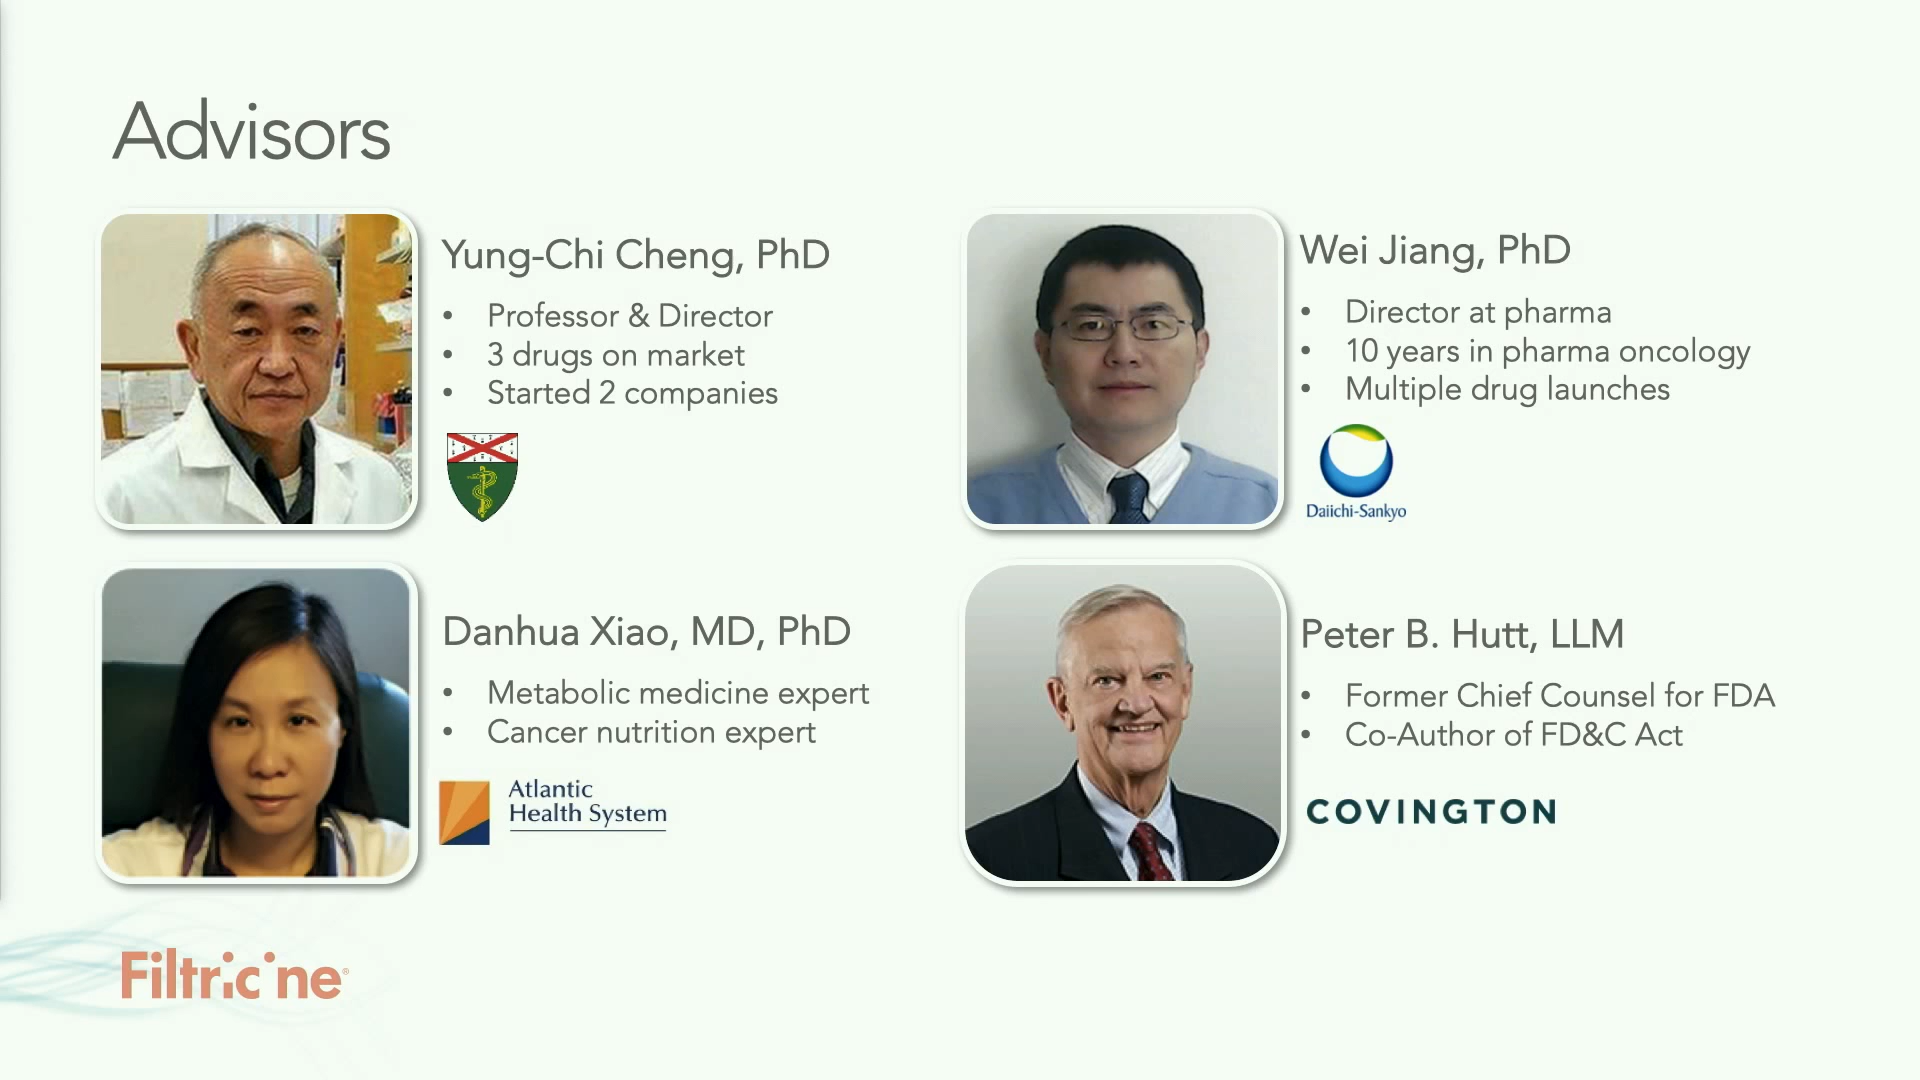 Advisors
Yung-Chi Cheng, PhD
• Professor & Director
• 3 drugs on market
• Started 2 companies
Wei Jiang, PhD
• Director at pharma
• 10 years in pharma oncology
• Multiple drug launches
Daiichi-Sankyo
Danhua Xiao, MD, PhD
• Metabolic medicine expert
• Cancer nutrition expert
Atlantic
Health System
Peter B. Hutt, LLM
• Former Chief Counsel for FDA
• Co-Author of FD&C Act
COVINGTON
Filtricine®